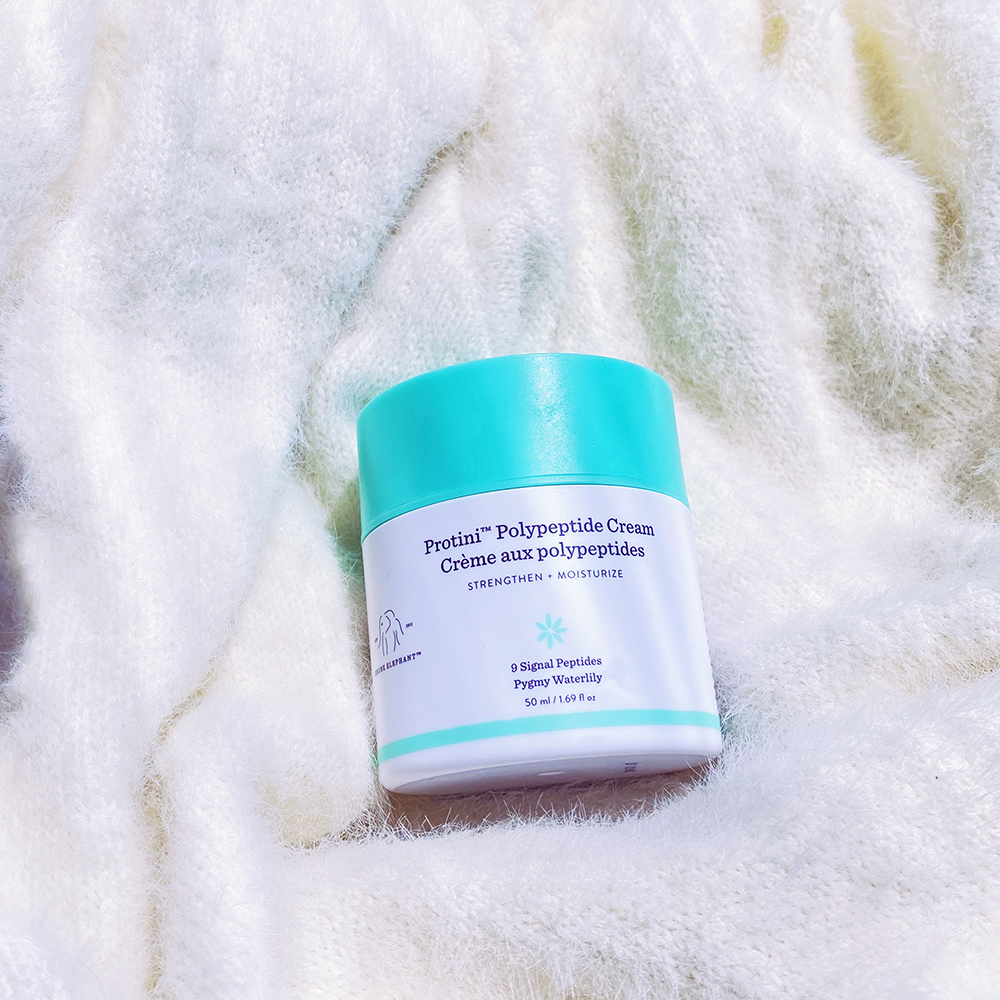 Protini™ Polypeptide Cream
Crème aux polypeptides
STRENGTHEN + MOISTURIZE
ELEPHANT™
9 Signal Peptides
Pygmy Waterlily
50 ml / 1.69 fl oz